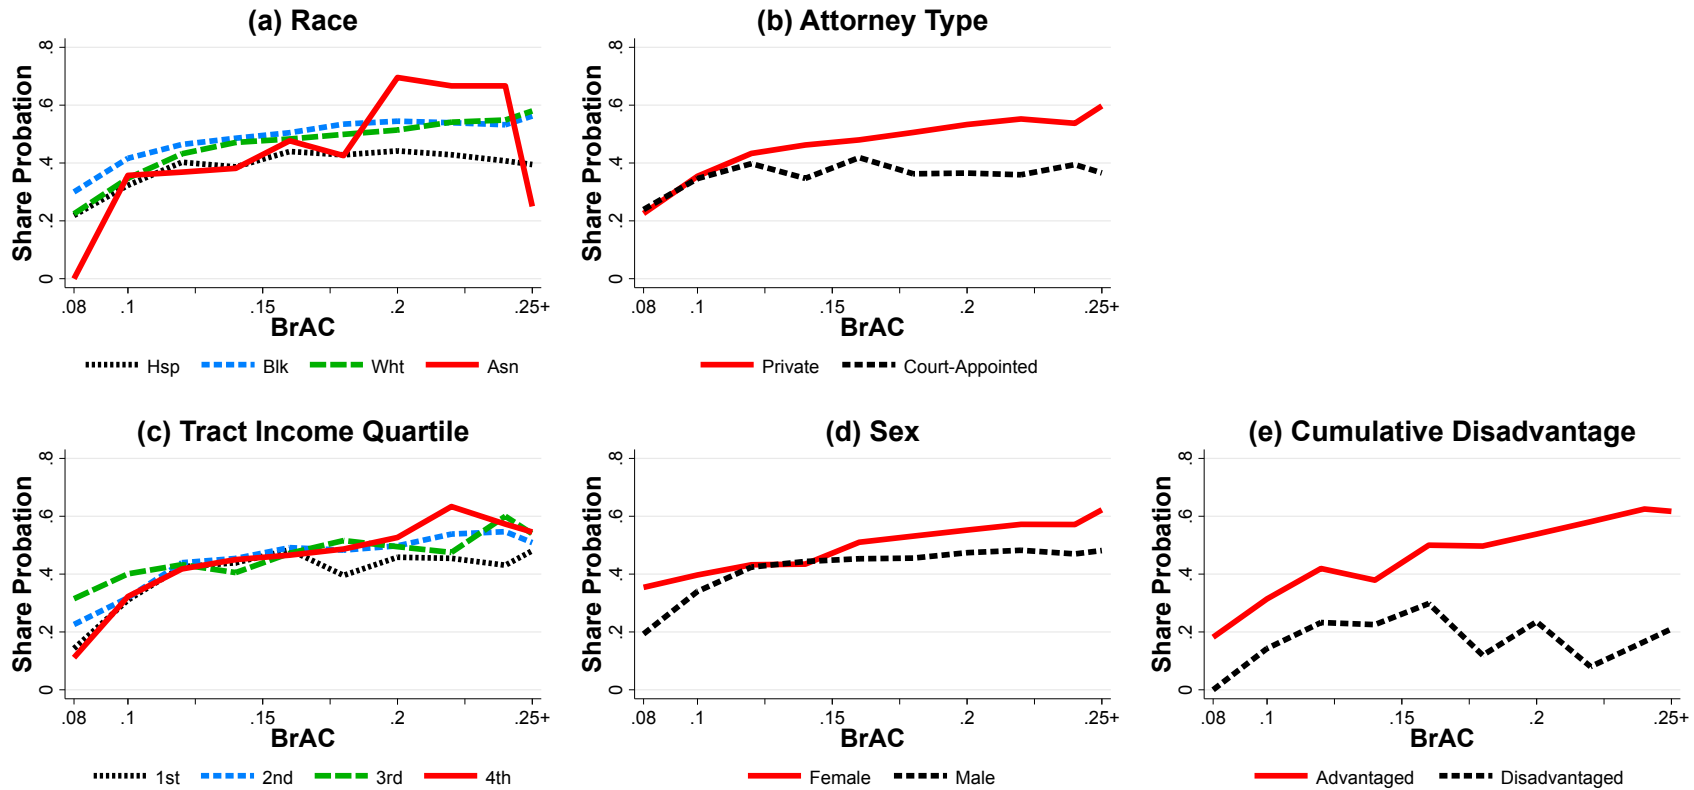 (a) Race
Share Probation
0 .2 .4 .6 .8
.08 .1 .15 .2 .25+
BrAC
Hsp Blk Wht Asn
(b) Attorney Type
Share Probation
0 .2 .4 .6 .8
.08 .1 .15 .2 .25+
BrAC
Private Court-Appointed
(c) Tract Income Quartile
Share Probation
0 .2 .4 .6 .8
.08 .1 .15 .2 .25+
BrAC
1st 2nd 3rd 4th
(d) Sex
Share Probation
0 .2 .4 .6 .8
.08 .1 .15 .2 .25+
BrAC
Female Male
(e) Cumulative Disadvantage
Share Probation
0 .2 .4 .6 .8
.08 .1 .15 .2 .25+
BrAC
Advantaged Disadvantaged